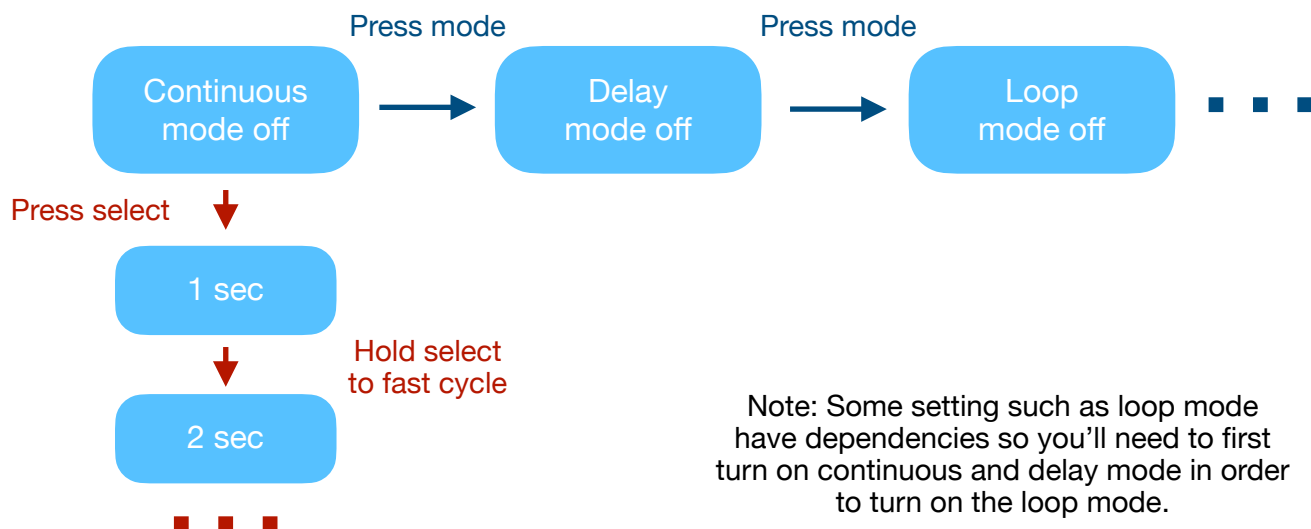 Press mode
Press mode
Continuous
mode off
Delay
mode off
Loop
mode off
Press select
1 sec
Hold select
to fast cycle
2 sec
Note: Some setting such as loop mode
have dependencies so you’ll need to first
turn on continuous and delay mode in order
to turn on the loop mode.